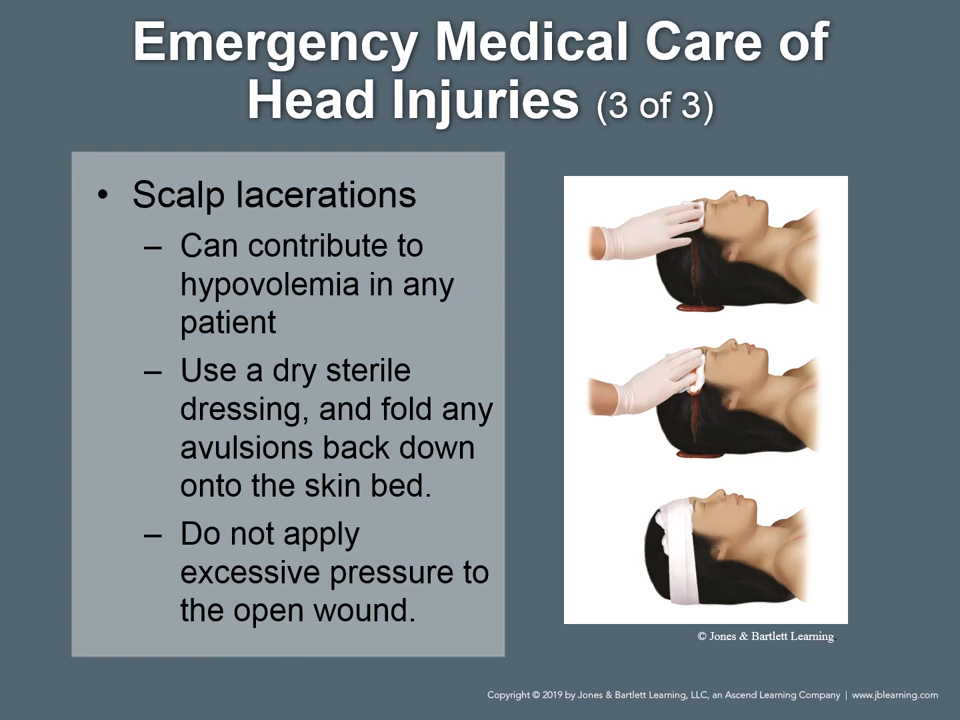 Emergency Medical Care of
Head Injuries (3 of 3)
• Scalp lacerations
– Can contribute to
hypovolemia in any
patient
– Use a dry sterile
dressing, and fold any
avulsions back down
onto the skin bed.
– Do not apply
excessive pressure to
the open wound.
© Jones & Bartlett Learning.
Copyright © 2019 by Jones & Bartlett Learning, LLC, an Ascend Learning Company | www.jblearning.com